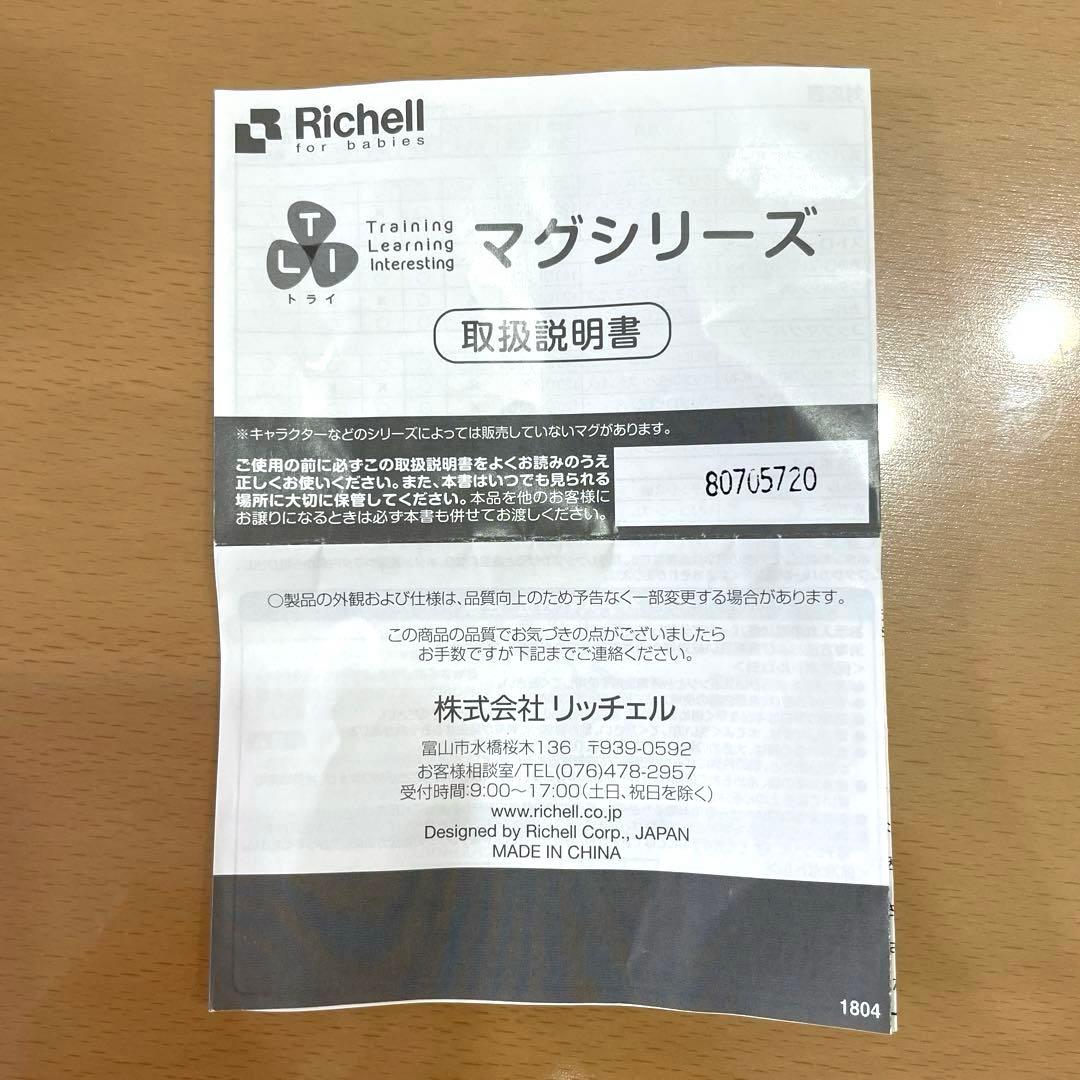 Richell
for babies
T
L I
トライ
Training
Learning
Interesting
マグシリーズ
取扱説明書
※キャラクターなどのシリーズによっては販売していないマグがあります。
ご使用の前に必ずこの取扱説明書をよくお読みのうえ
正しくお使いください。また、本書はいつでも見られる
場所に大切に保管してください。本品を他のお客様に
お譲りになるときは必ず本書も併せてお渡しください。
80705720
○製品の外観および仕様は、品質向上のため予告なく一部変更する場合があります。
この商品の品質でお気づきの点がございましたら
お手数ですが下記までご連絡ください。
株式会社 リッチェル
富山市水橋桜木136 〒939-0592
お客様相談室/TEL(076)478-2957
受付時間:9:00〜17:00(土日、祝日を除く)
www.richell.co.jp
Designed by Richell Corp., JAPAN
MADE IN CHINA
1804